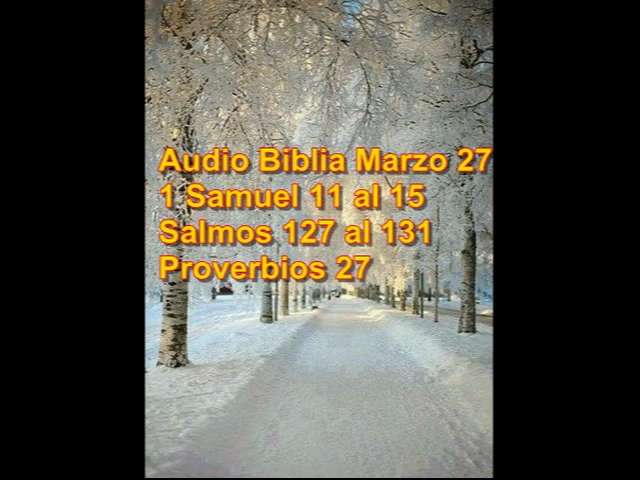 Audio Biblia Marzo 27
1 Samuel 11 al 15
Salmos 127 al 131
Proverbios 27